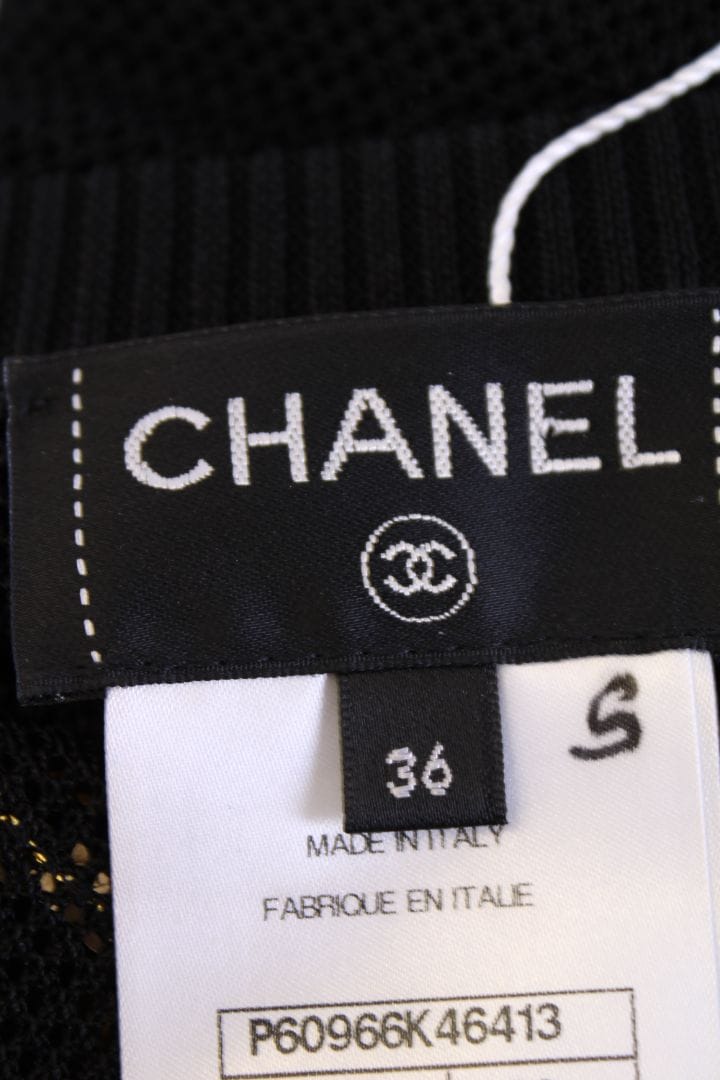 CHANEL
36
S
MADE IN ITALY
FABRIQUE EN ITALIE
P60966K46413